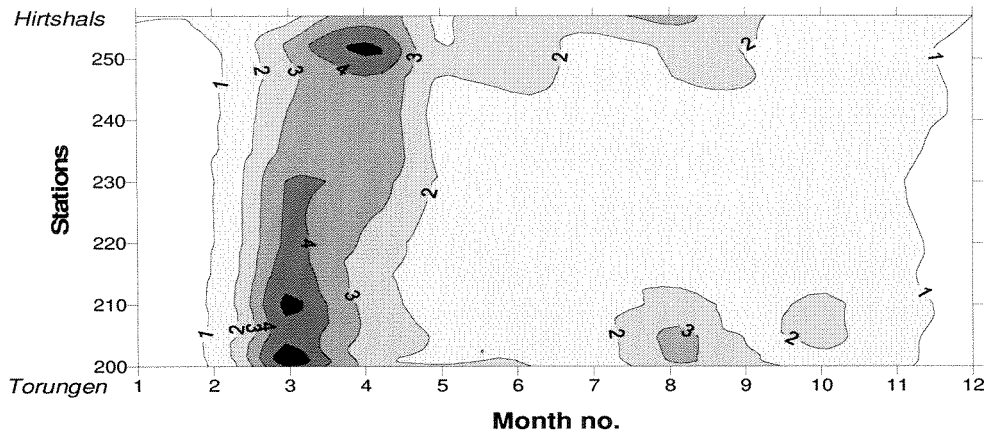 Hirtshals
250
240
230
220
210
200
Torungen
Stations
1 2 3 4 5 6 7 8 9 10 11 12
Month no.
1 2 3 4 3 2 2 1
4 2
1 2 3 4 3 2 3 2 1